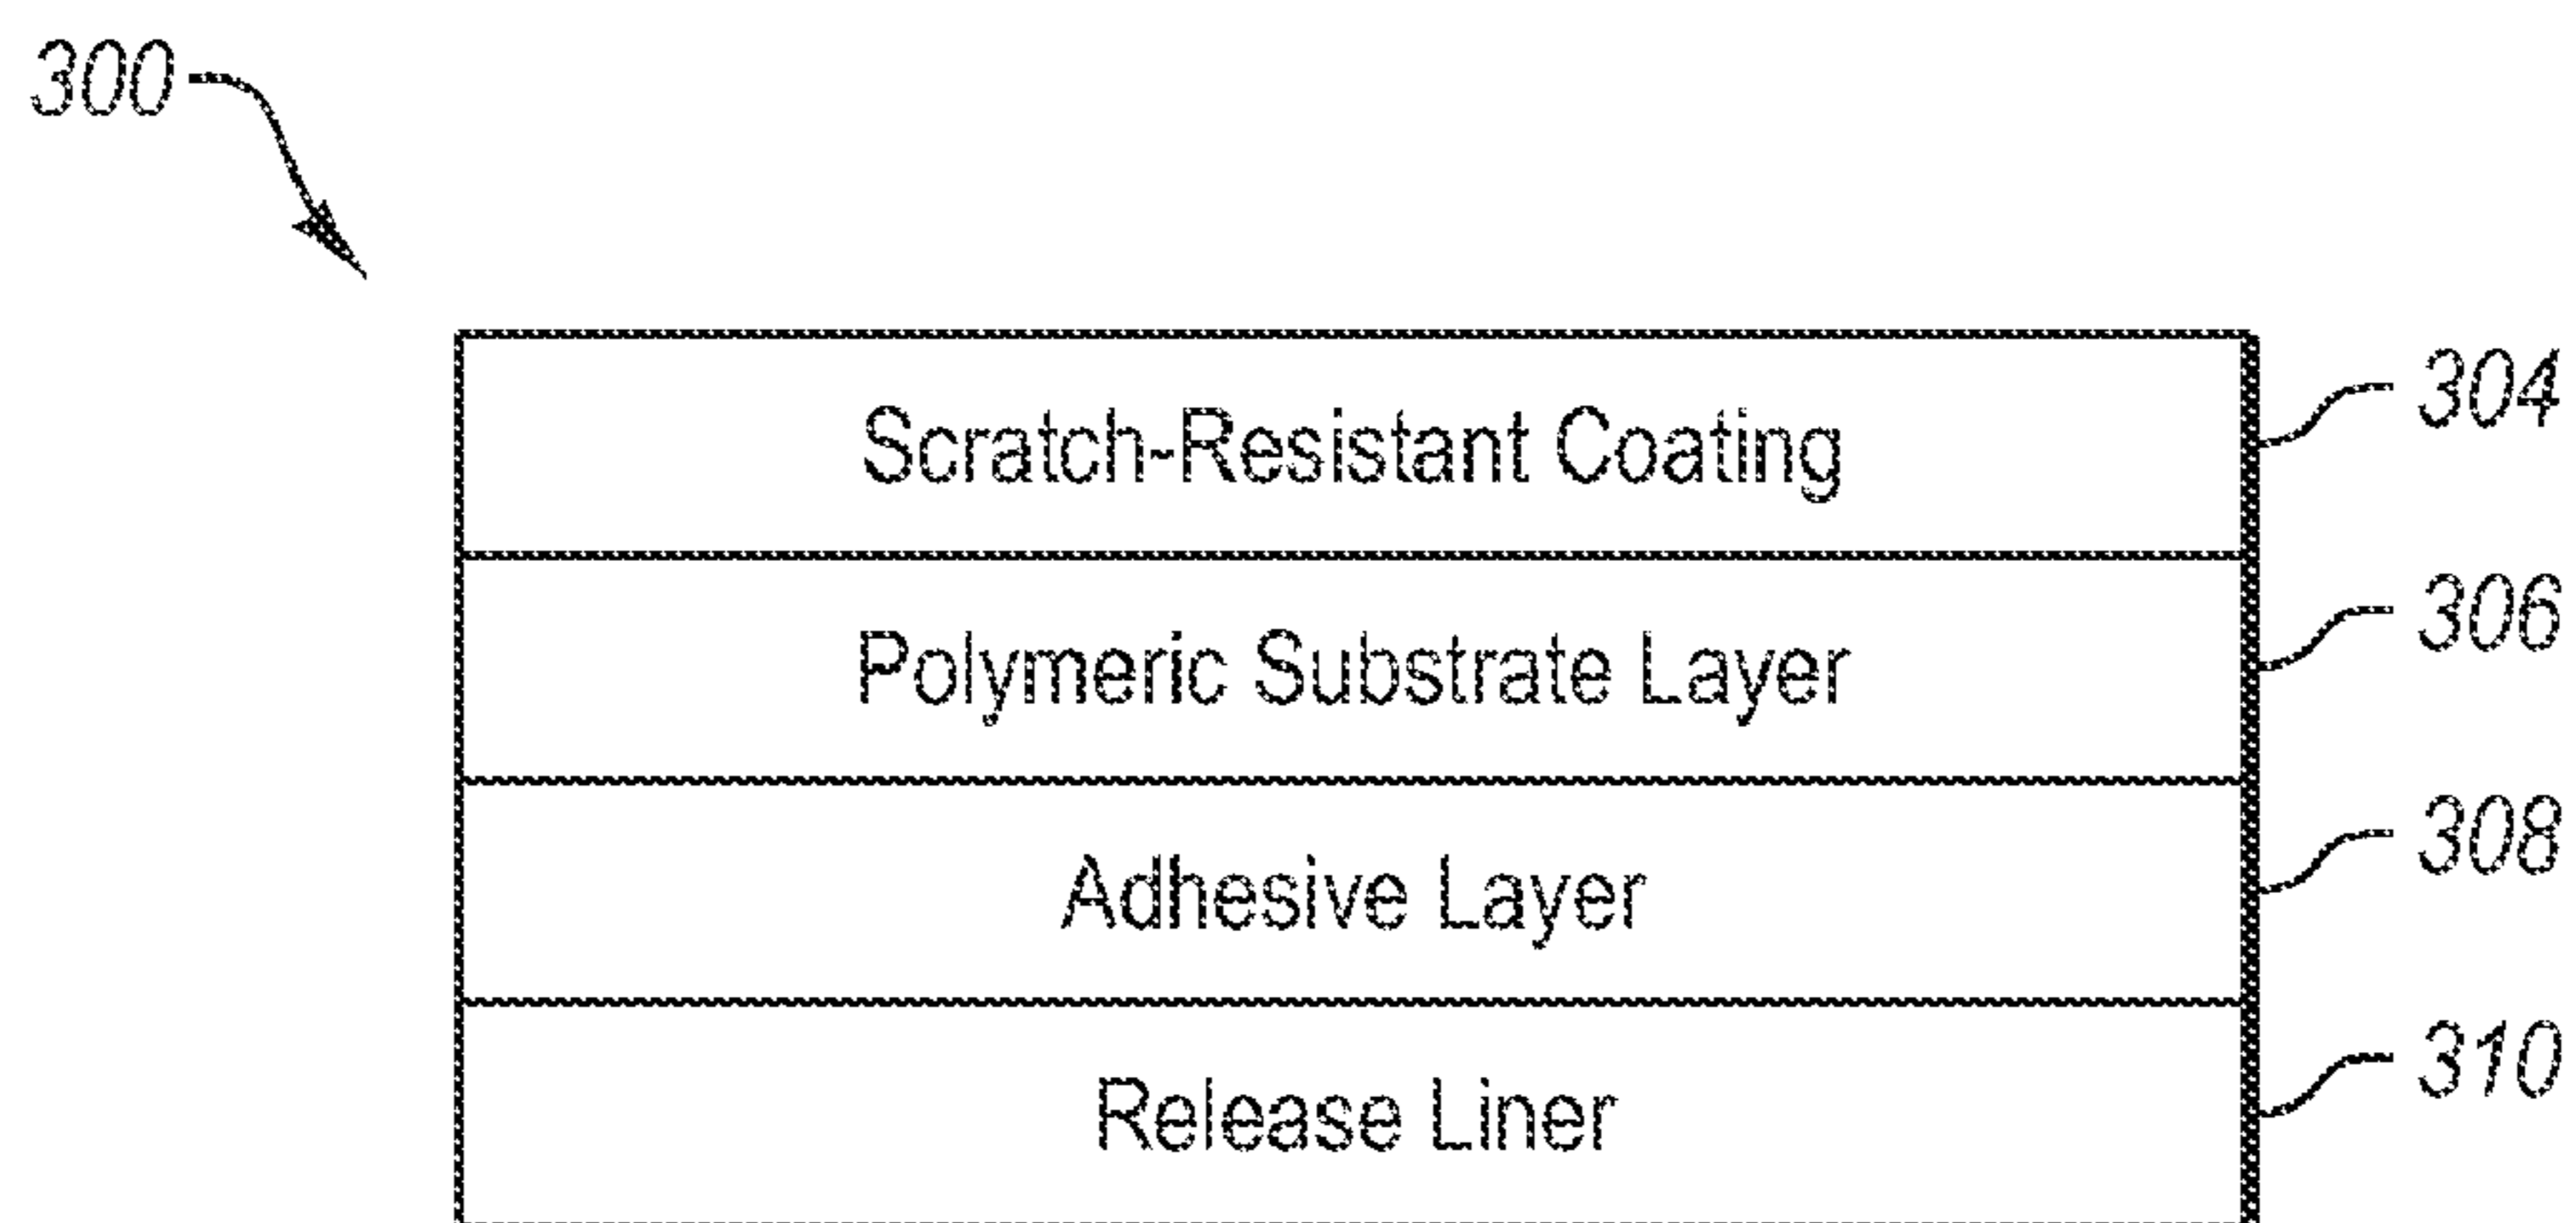 300
Scratch-Resistant Coating 304
Polymeric Substrate Layer 306
Adhesive Layer 308
Release Liner 310